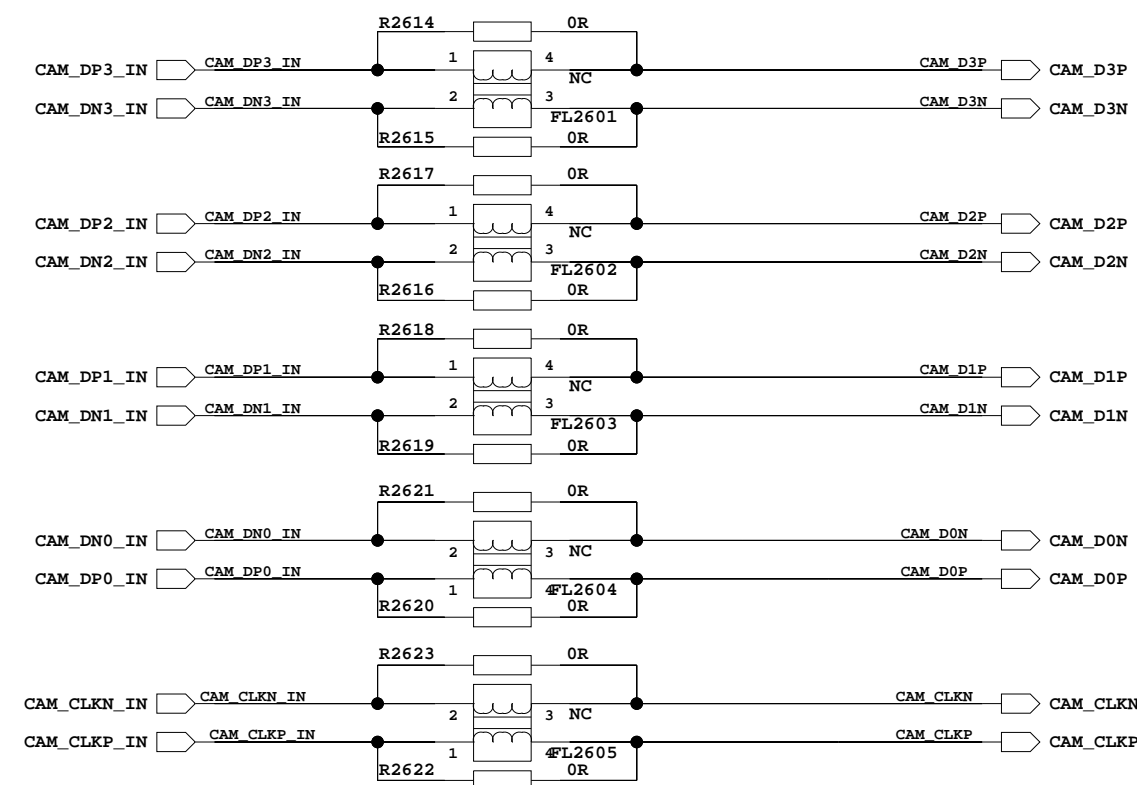 R2614 0R
CAM_DP3_IN CAM_DP3_IN 1 4 CAM_D3P CAM_D3P
NC
CAM_DN3_IN CAM_DN3_IN 2 3 CAM_D3N CAM_D3N
FL2601
R2615 0R
R2617 0R
CAM_DP2_IN CAM_DP2_IN 1 4 CAM_D2P CAM_D2P
NC
CAM_DN2_IN CAM_DN2_IN 2 3 CAM_D2N CAM_D2N
FL2602
R2616 0R
R2618 0R
CAM_DP1_IN CAM_DP1_IN 1 4 CAM_D1P CAM_D1P
NC
CAM_DN1_IN CAM_DN1_IN 2 3 CAM_D1N CAM_D1N
FL2603
R2619 0R
R2621 0R
CAM_DN0_IN CAM_DN0_IN CAM_D0N CAM_D0N
2 3 NC
CAM_DP0_IN CAM_DP0_IN CAM_D0P CAM_D0P
1 4 FL2604
R2620 0R
R2623 0R
CAM_CLKN_IN CAM_CLKN_IN CAM_CLKN CAM_CLKN
2 3 NC
CAM_CLKP_IN CAM_CLKP_IN CAM_CLKP CAM_CLKP
1 4 FL2605
R2622 0R